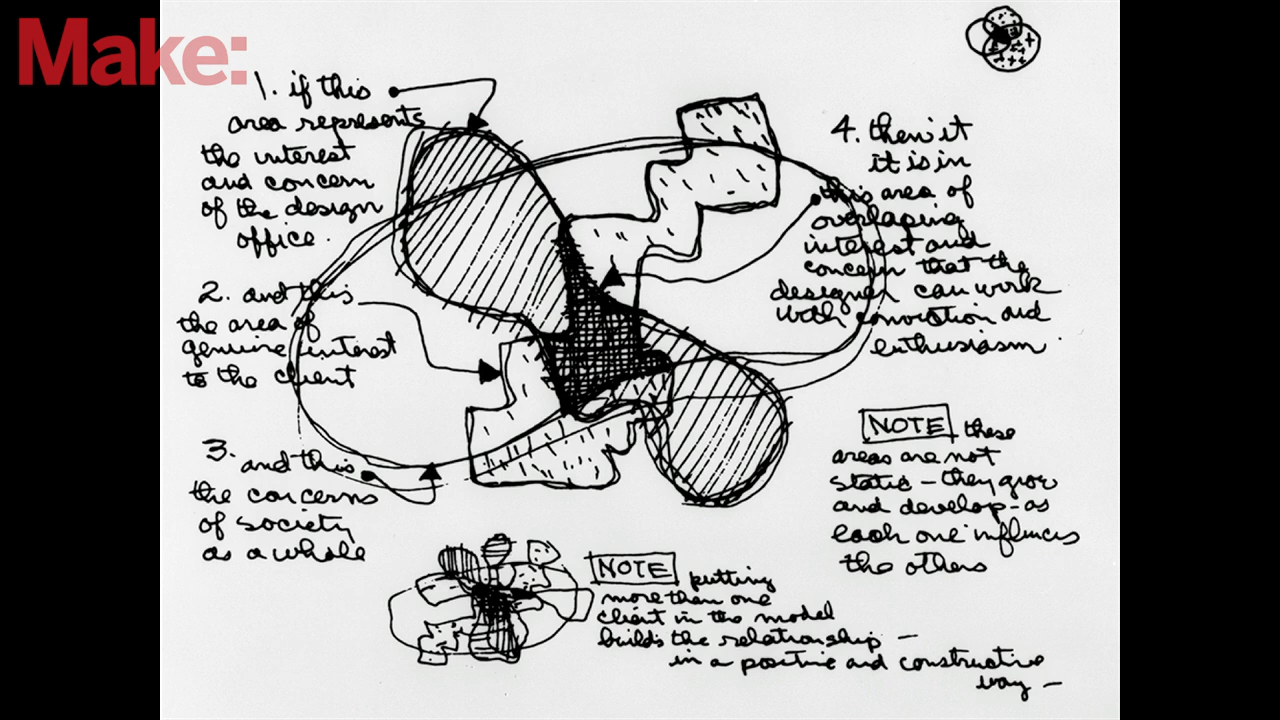 Make:
1. if this
area represents
the interest
and concern
of the design
office.
2. and this
the area of
genuine interest
to the client
3. and this
the concerns
of society
as a whole
4. then it
it is in
this area of
overlaping
interest and
concern that the
designer can work
with conviction and
enthusiasm.
NOTE these
areas are not
static - they grow
and develop - as
each one influences
the others
NOTE putting
more than one
client in the model
builds the relationship -
in a positive and constructive
way -